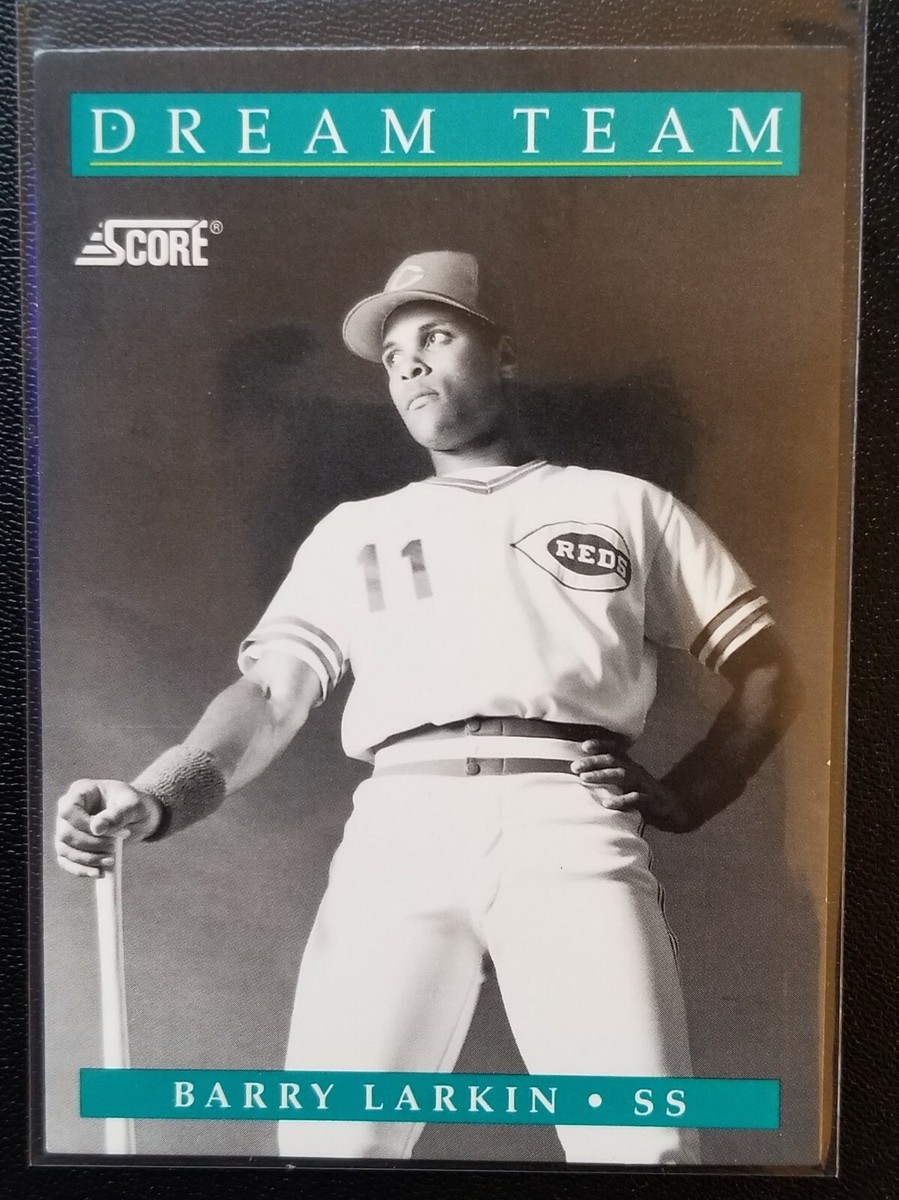 DREAM TEAM
SCORE®
C
11
REDS
BARRY LARKIN • SS